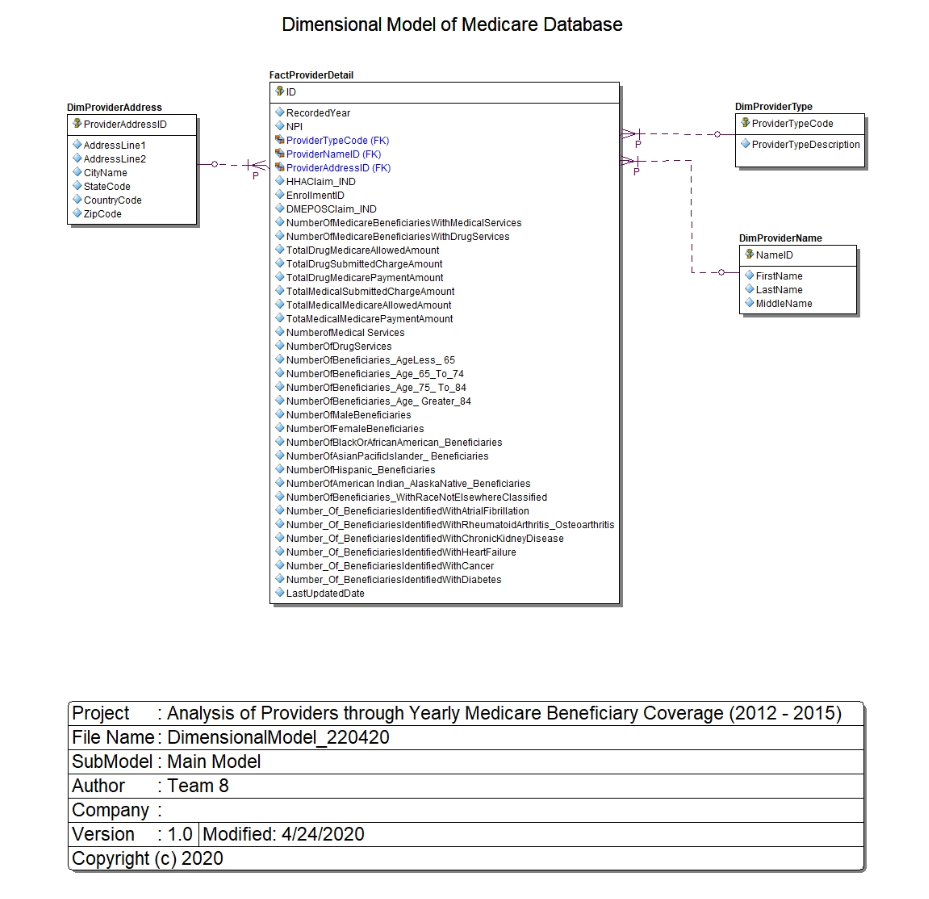 Dimensional Model of Medicare Database
FactProviderDetail
ID
RecordedYear
NPI
ProviderTypeCode (FK)
ProviderNameID (FK)
ProviderAddressID (FK)
HHAClaim_IND
EnrollmentID
DMEPOSClaim_IND
NumberOfMedicareBeneficiariesWithMedicalServices
NumberOfMedicareBeneficiariesWithDrugServices
TotalDrugMedicareAllowedAmount
TotalDrugSubmittedChargeAmount
TotalDrugMedicarePaymentAmount
TotalMedicalSubmittedChargeAmount
TotalMedicalMedicareAllowedAmount
TotaMedicalMedicarePaymentAmount
NumberofMedical Services
NumberOfDrugServices
NumberOfBeneficiaries_AgeLess_ 65
NumberOfBeneficiaries_Age_65_To_74
NumberOfBeneficiaries_Age_75_ To_84
NumberOfBeneficiaries_Age_ Greater_84
NumberOfMaleBeneficiaries
NumberOfFemaleBeneficiaries
NumberOfBlackOrAfricanAmerican_Beneficiaries
NumberOfAsianPacificIslander_ Beneficiaries
NumberOfHispanic_Beneficiaries
NumberOfAmerican Indian_AlaskaNative_Beneficiaries
NumberOfBeneficiaries_WithRaceNotElsewhereClassified
Number_Of_BeneficiariesIdentifiedWithAtrialFibrillation
Number_Of_BeneficiariesIdentifiedWithRheumatoidArthritis_Osteoarthritis
Number_Of_BeneficiariesIdentifiedWithChronicKidneyDisease
Number_Of_BeneficiariesIdentifiedWithHeartFailure
Number_Of_BeneficiariesIdentifiedWithCancer
Number_Of_BeneficiariesIdentifiedWithDiabetes
LastUpdatedDate
DimProviderAddress
ProviderAddressID
AddressLine1
AddressLine2
CityName
StateCode
CountryCode
ZipCode
P
DimProviderType
ProviderTypeCode
ProviderTypeDescription
P
P
DimProviderName
NameID
FirstName
LastName
MiddleName
Project : Analysis of Providers through Yearly Medicare Beneficiary Coverage (2012 - 2015)
File Name : DimensionalModel_220420
SubModel : Main Model
Author : Team 8
Company :
Version : 1.0 Modified: 4/24/2020
Copyright (c) 2020